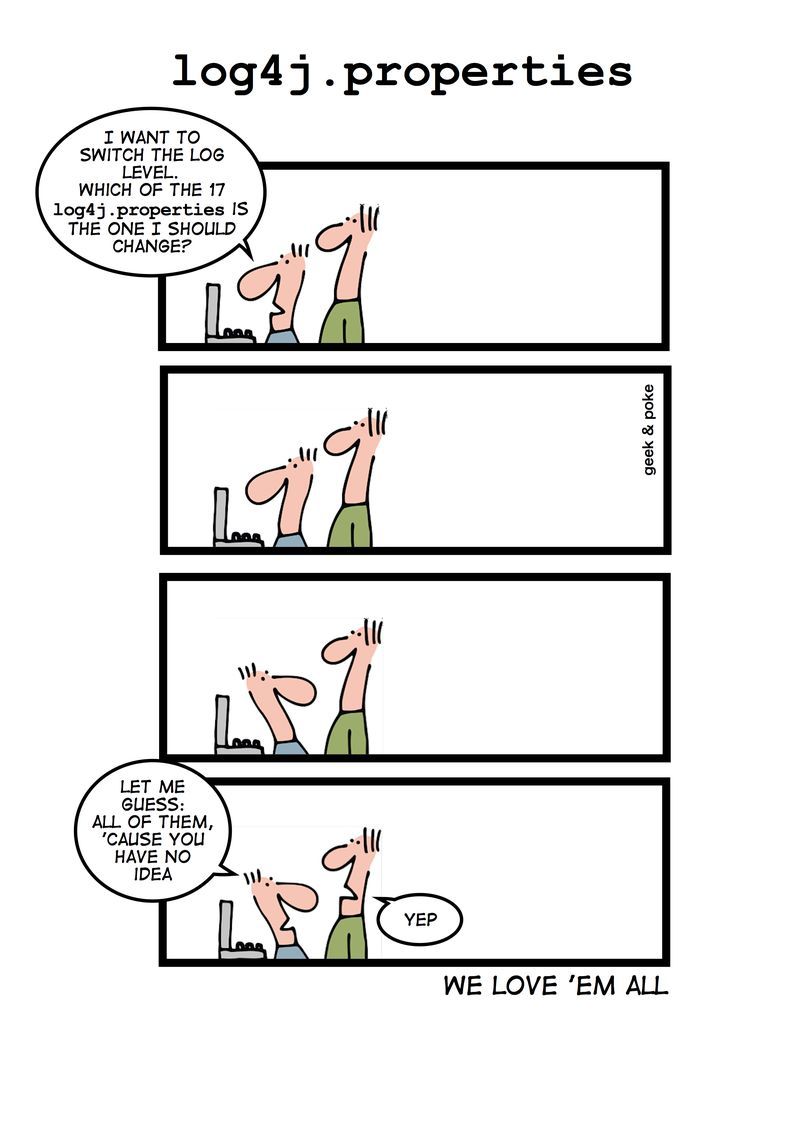 log4j.properties
I WANT TO
SWITCH THE LOG
LEVEL.
WHICH OF THE 17
log4j.properties IS
THE ONE I SHOULD
CHANGE?
geek & poke
LET ME
GUESS:
ALL OF THEM,
'CAUSE YOU
HAVE NO
IDEA
YEP
WE LOVE 'EM ALL